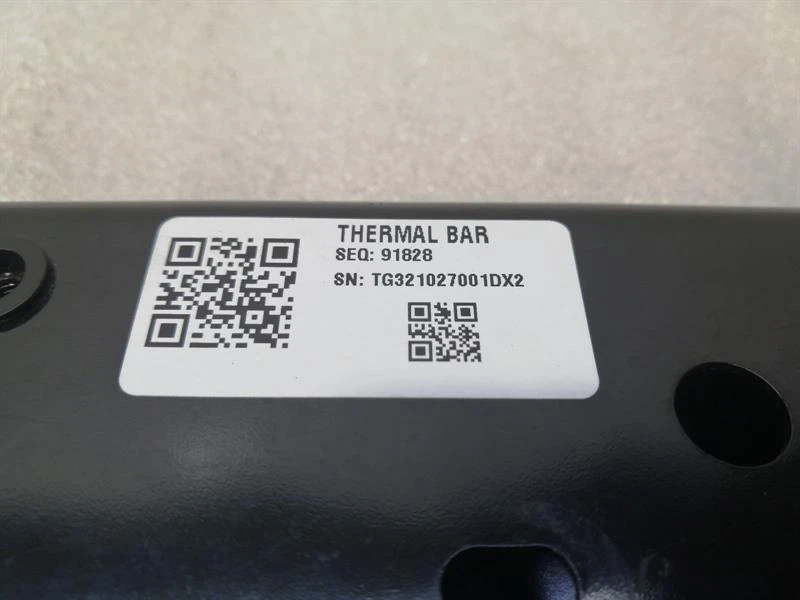 THERMAL BAR
SEQ: 91828
SN: TG321027001DX2